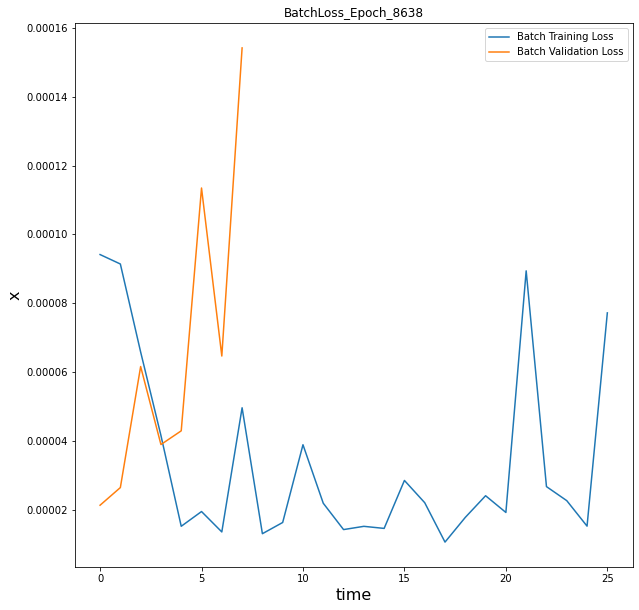 BatchLoss_Epoch_8638
Batch Training Loss
Batch Validation Loss
0.00016
0.00014
0.00012
0.00010
0.00008
0.00006
0.00004
0.00002
x
0 5 10 15 20 25
time